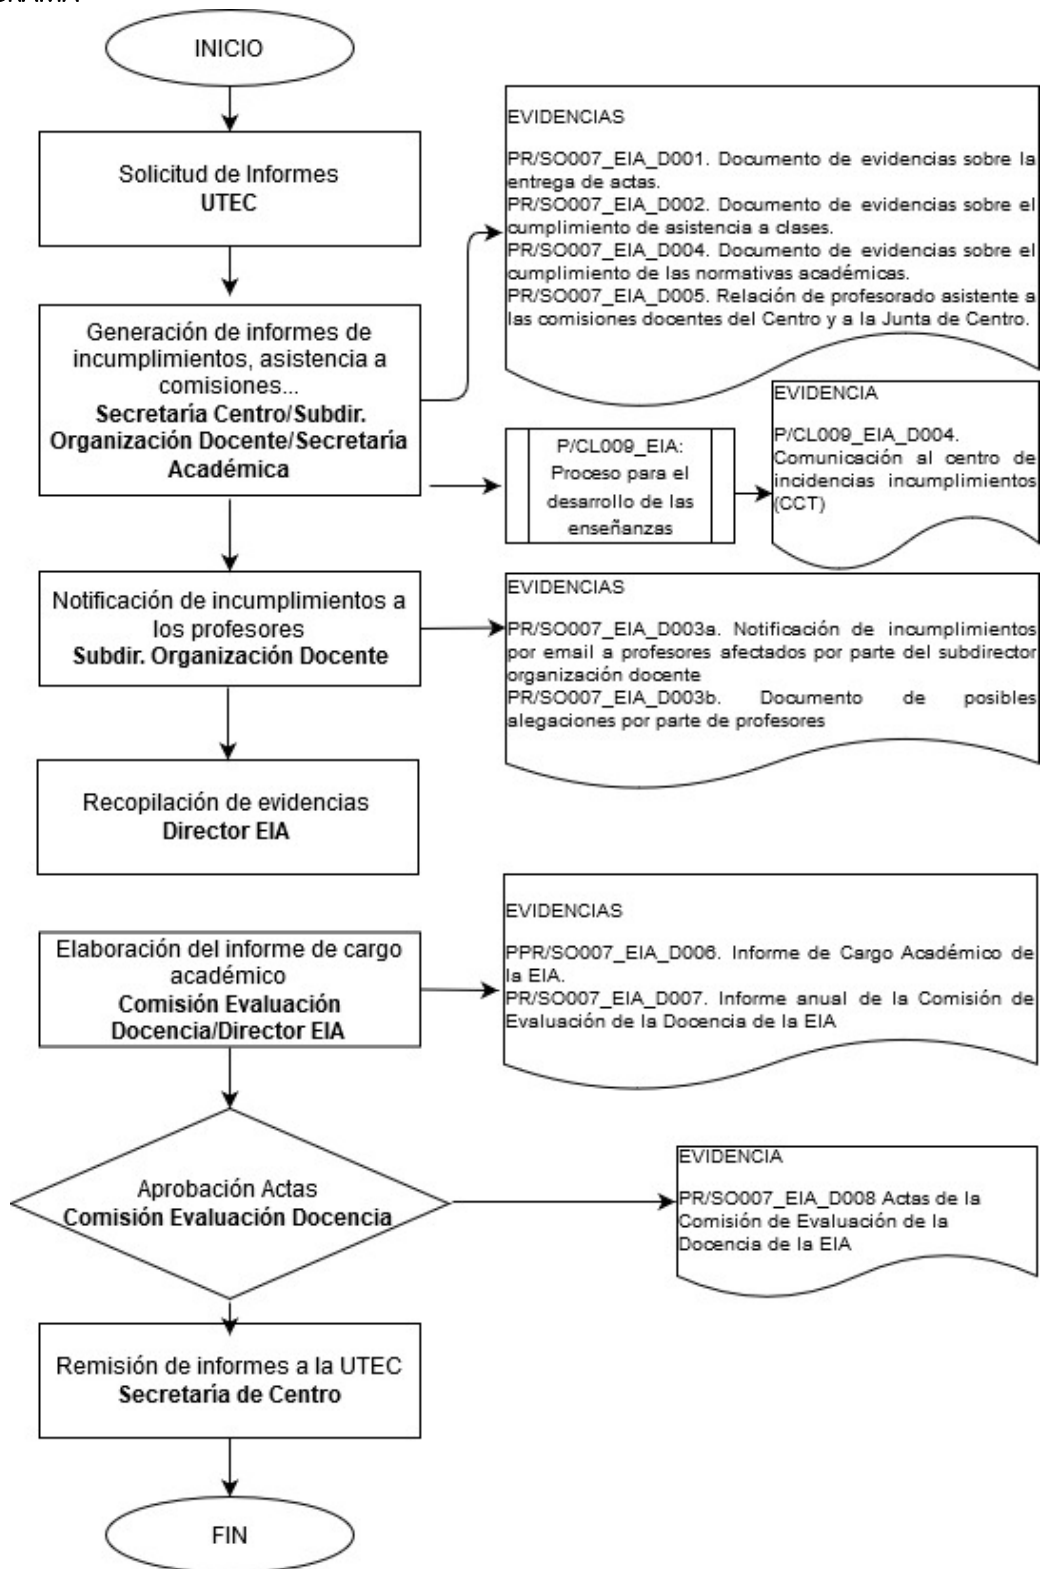 INICIO
Solicitud de Informes
UTEC
EVIDENCIAS
PR/SO007_EIA_D001. Documento de evidencias sobre la
entrega de actas.
PR/SO007_EIA_D002. Documento de evidencias sobre el
cumplimiento de asistencia a clases.
PR/SO007_EIA_D004. Documento de evidencias sobre el
cumplimiento de las normativas académicas.
PR/SO007_EIA_D005. Relación de profesorado asistente a
las comisiones docentes del Centro y a la Junta de Centro.
Generación de informes de
incumplimientos, asistencia a
comisiones...
Secretaría Centro/Subdir.
Organización Docente/Secretaría
Académica
P/CL009_EIA:
Proceso para el
desarrollo de las
enseñanzas
EVIDENCIA
P/CL009_EIA_D004.
Comunicación al centro de
incidencias incumplimientos
(CCT)
Notificación de incumplimientos a
los profesores
Subdir. Organización Docente
EVIDENCIAS
PR/SO007_EIA_D003a. Notificación de incumplimientos
por email a profesores afectados por parte del subdirector
organización docente
PR/SO007_EIA_D003b. Documento de posibles
alegaciones por parte de profesores
Recopilación de evidencias
Director EIA
Elaboración del informe de cargo
académico
Comisión Evaluación
Docencia/Director EIA
EVIDENCIAS
PPR/SO007_EIA_D006. Informe de Cargo Académico de
la EIA.
PR/SO007_EIA_D007. Informe anual de la Comisión de
Evaluación de la Docencia de la EIA
Aprobación Actas
Comisión Evaluación Docencia
EVIDENCIA
PR/SO007_EIA_D008 Actas de la
Comisión de Evaluación de la
Docencia de la EIA
Remisión de informes a la UTEC
Secretaría de Centro
FIN